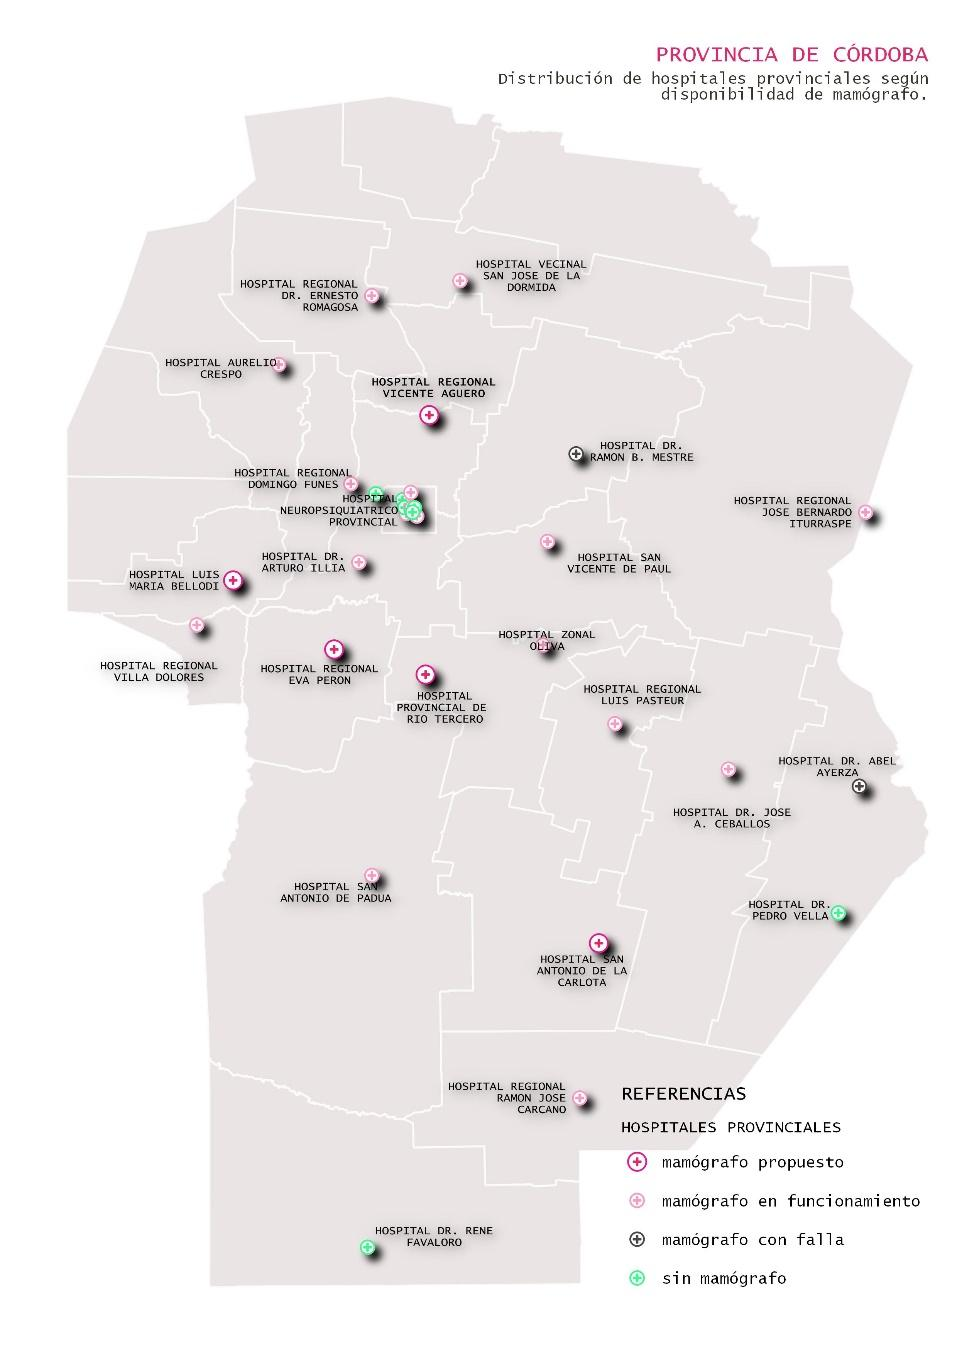 PROVINCIA DE CÓRDOBA
Distribución de hospitales provinciales según
disponibilidad de mamógrafo.
HOSPITAL VECINAL
SAN JOSE DE LA
DORMIDA
HOSPITAL REGIONAL
DR. ERNESTO
ROMAGOSA
HOSPITAL AURELIO
CRESPO
HOSPITAL REGIONAL
VICENTE AGUERO
HOSPITAL DR.
RAMON B. MESTRE
HOSPITAL REGIONAL
DOMINGO FUNES
HOSPITAL
NEUROPSIQUIATRICO
PROVINCIAL
HOSPITAL REGIONAL
JOSE BERNARDO
ITURRASPE
HOSPITAL DR.
ARTURO ILLIA
HOSPITAL SAN
VICENTE DE PAUL
HOSPITAL LUIS
MARIA BELLODI
HOSPITAL ZONAL
OLIVA
HOSPITAL REGIONAL
VILLA DOLORES
HOSPITAL REGIONAL
EVA PERON
HOSPITAL
PROVINCIAL DE
RIO TERCERO
HOSPITAL REGIONAL
LUIS PASTEUR
HOSPITAL DR. ABEL
AYERZA
HOSPITAL DR. JOSE
A. CEBALLOS
HOSPITAL SAN
ANTONIO DE PADUA
HOSPITAL DR.
PEDRO VELLA
HOSPITAL SAN
ANTONIO DE LA
CARLOTA
HOSPITAL REGIONAL
RAMON JOSE
CARCANO
HOSPITAL DR. RENE
FAVALORO
REFERENCIAS
HOSPITALES PROVINCIALES
mamógrafo propuesto
mamógrafo en funcionamiento
mamógrafo con falla
sin mamógrafo